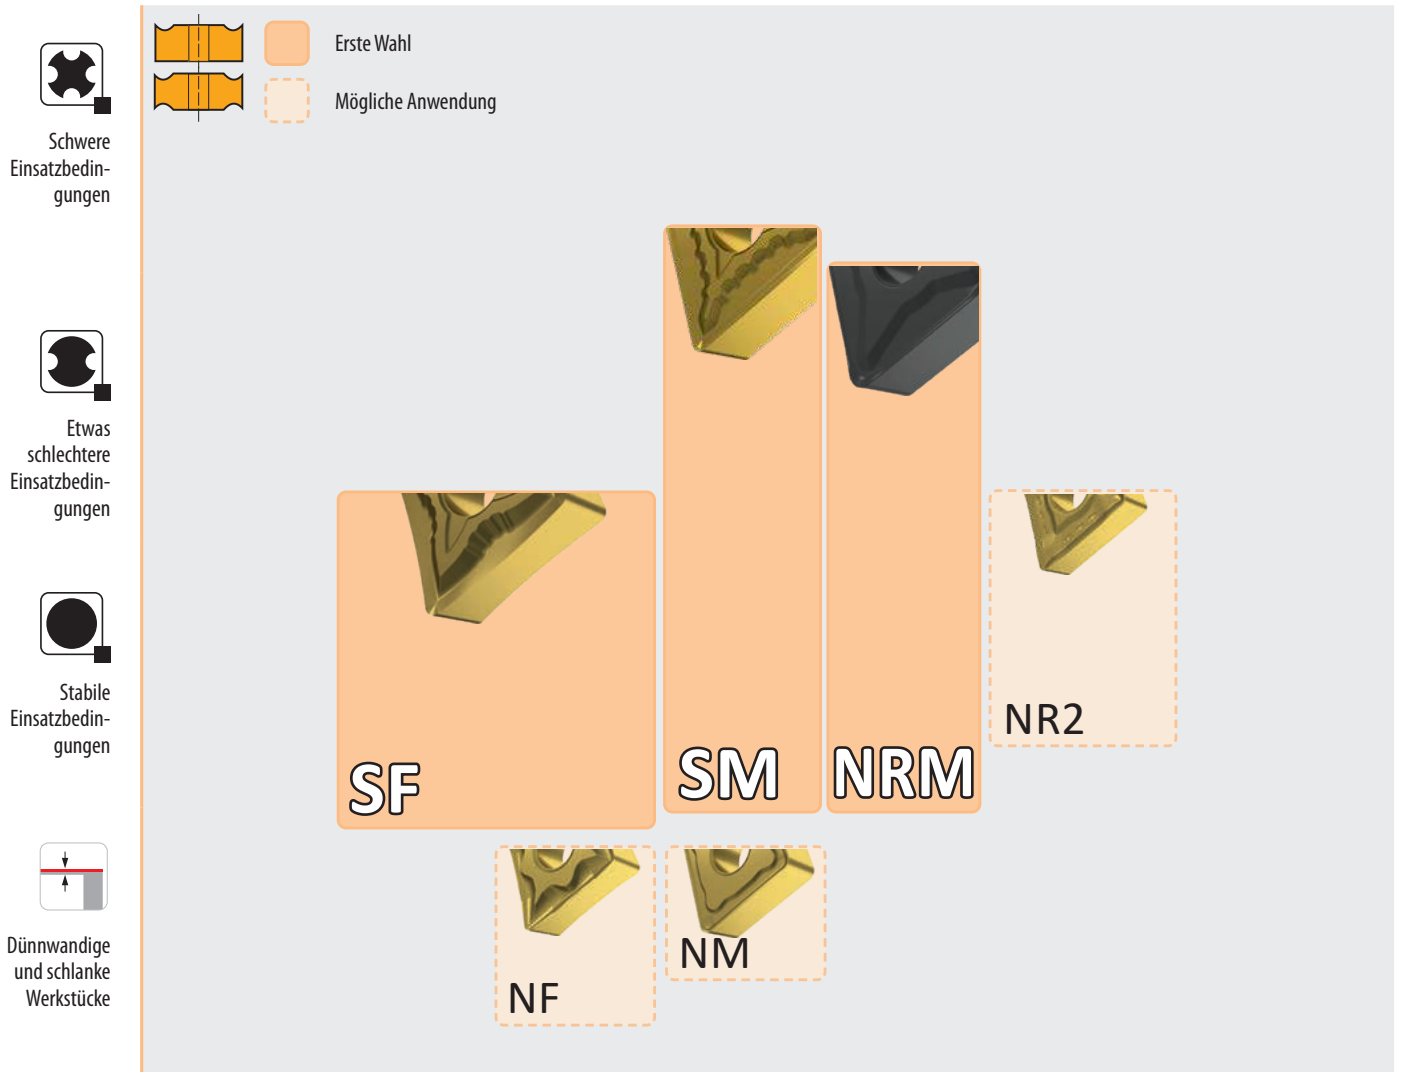 Erste Wahl
Mögliche Anwendung
Schwere
Einsatzbedin-
gungen
Etwas
schlechtere
Einsatzbedin-
gungen
Stabile
Einsatzbedin-
gungen
Dünnwandige
und schlanke
Werkstücke
SF
SM
NRM
NR2
NF
NM